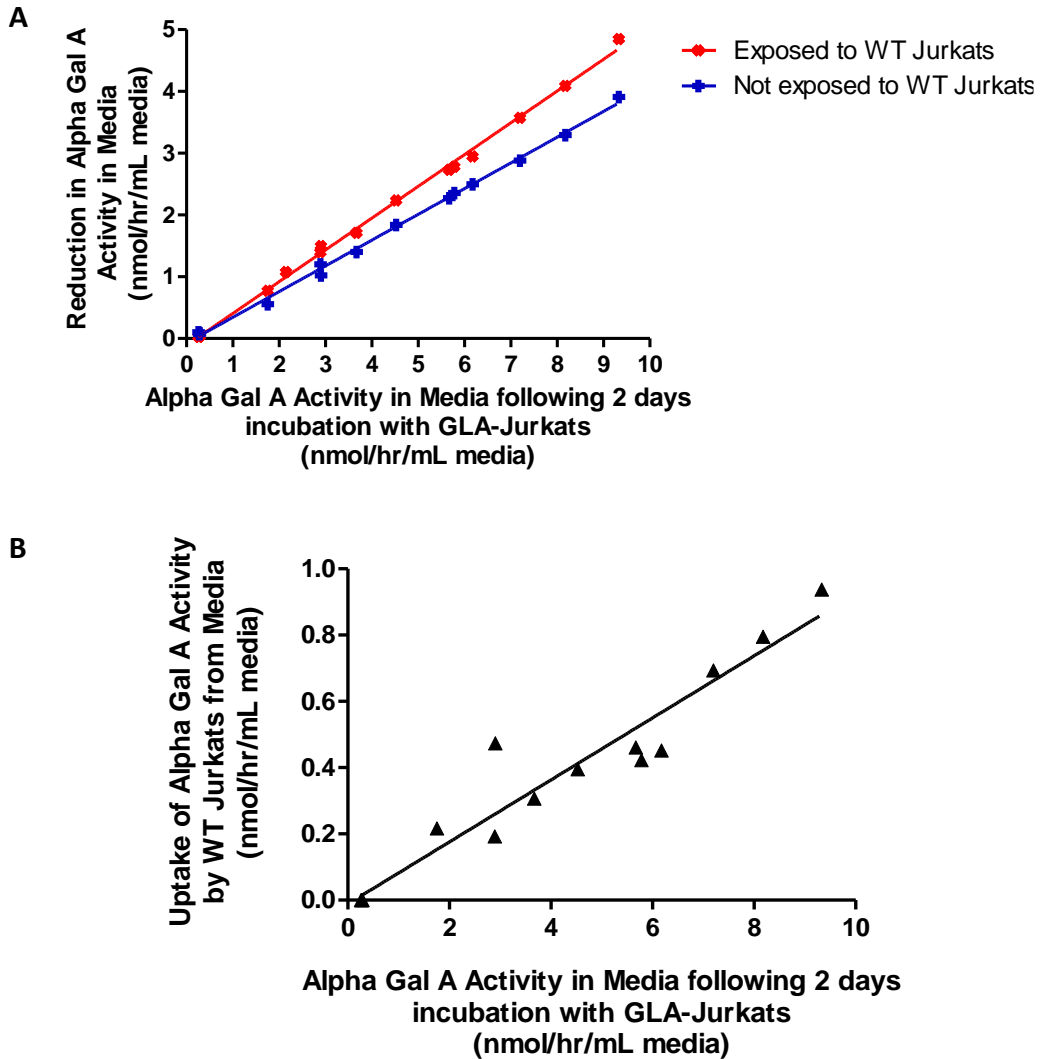 A
Reduction in Alpha Gal A
Activity in Media
(nmol/hr/mL media)
5
4
3
2
1
0
0 1 2 3 4 5 6 7 8 9 10
Alpha Gal A Activity in Media following 2 days
incubation with GLA-Jurkats
(nmol/hr/mL media)
Exposed to WT Jurkats
Not exposed to WT Jurkats
B
Uptake of Alpha Gal A Activity
by WT Jurkats from Media
(nmol/hr/mL media)
1.0
0.8
0.6
0.4
0.2
0.0
0 2 4 6 8 10
Alpha Gal A Activity in Media following 2 days
incubation with GLA-Jurkats
(nmol/hr/mL media)